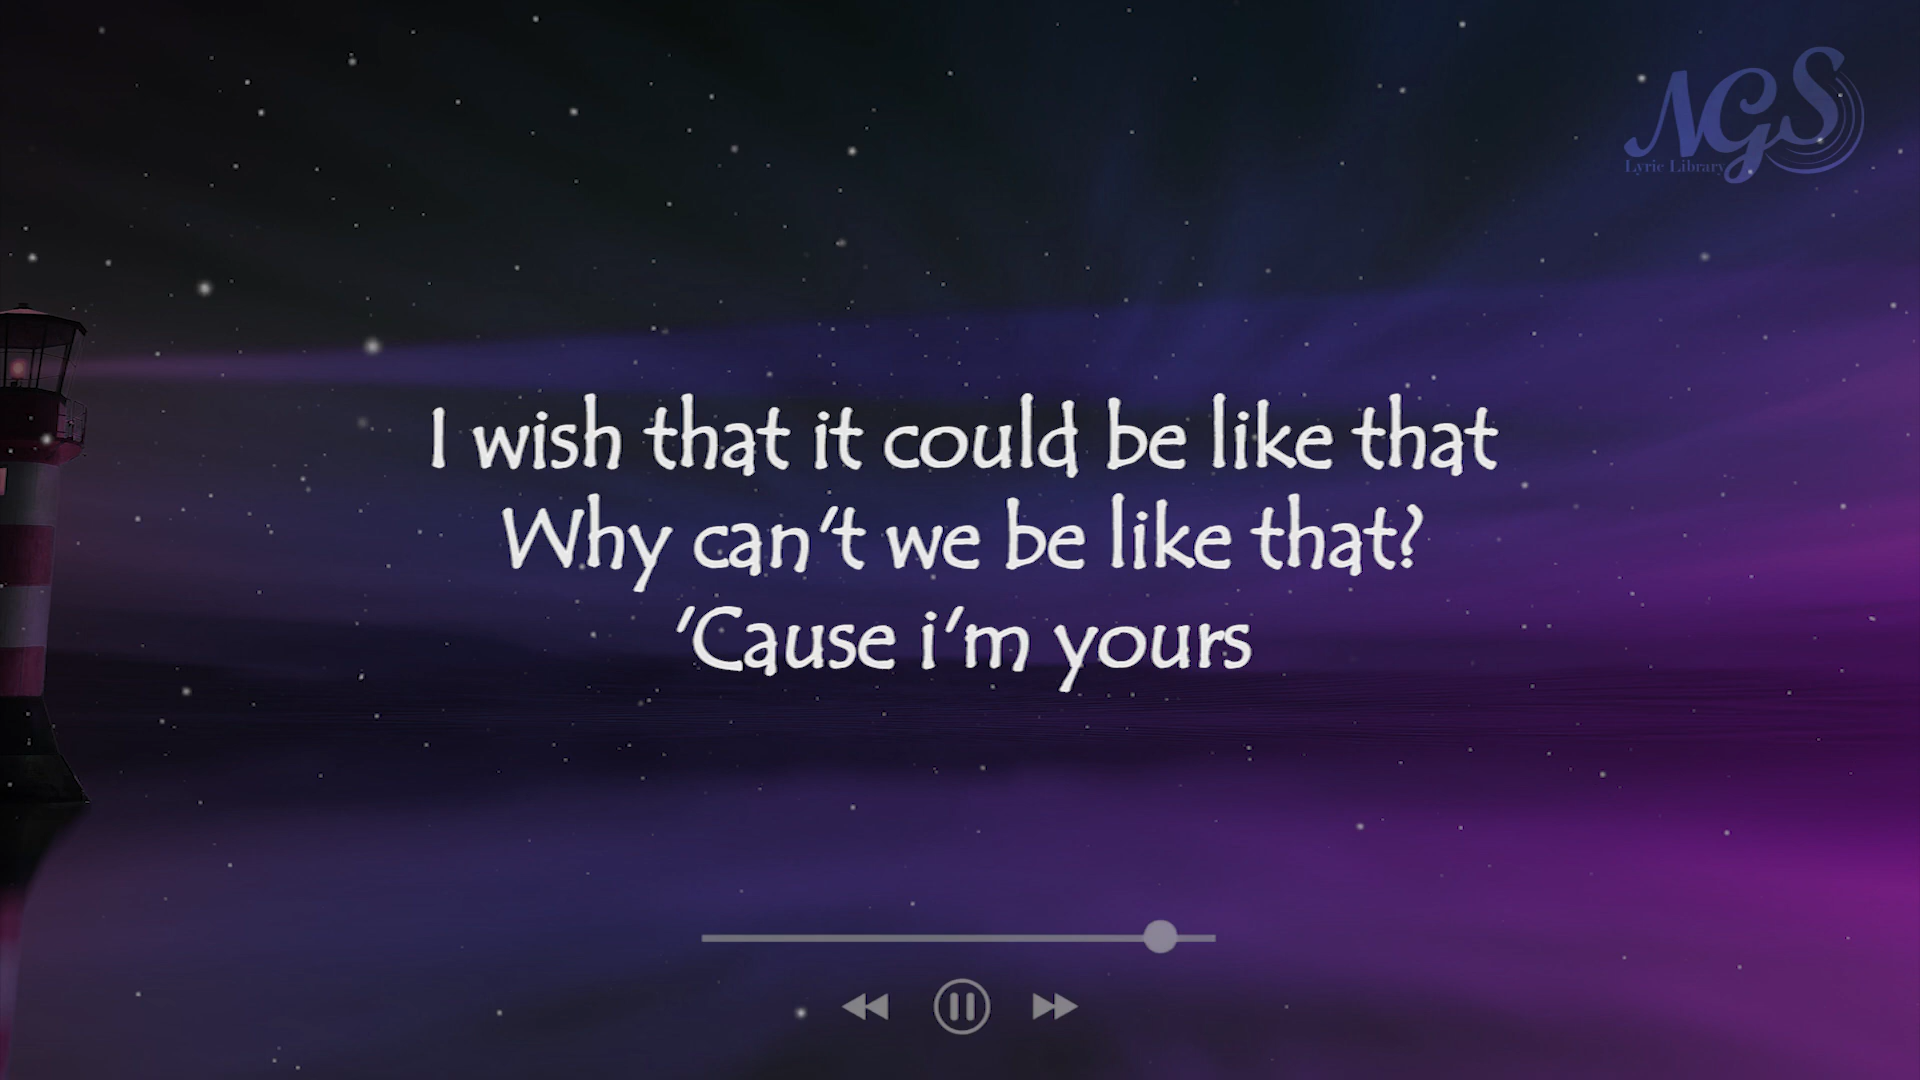 NGS
Lyric Library
I wish that it could be like that
Why can't we be like that?
'Cause i'm yours